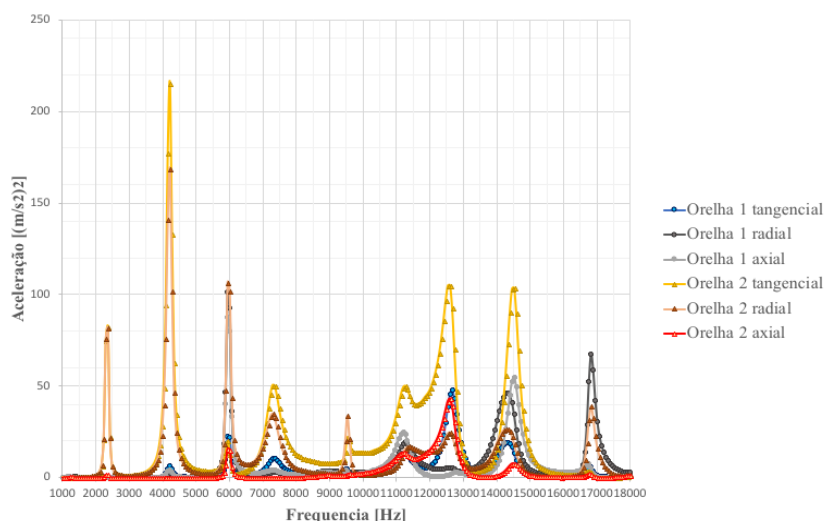 250
200
150
100
50
0
Aceleração [(m/s2)2]
1000 2000 3000 4000 5000 6000 7000 8000 9000 10000 11000 12000 13000 14000 15000 16000 17000 18000
Frequencia [Hz]
Orelha 1 tangencial
Orelha 1 radial
Orelha 1 axial
Orelha 2 tangencial
Orelha 2 radial
Orelha 2 axial